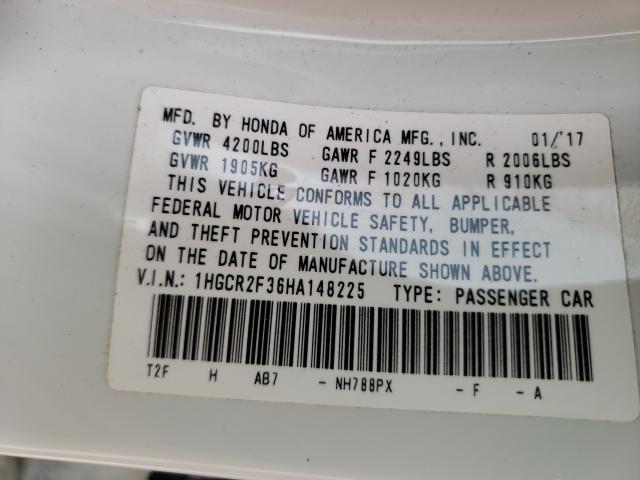 MFD. BY HONDA OF AMERICA MFG., INC. 01/'17
GVWR 4200LBS GAWR F 2249LBS R 2006LBS
GVWR 1905KG GAWR F 1020KG R 910KG
THIS VEHICLE CONFORMS TO ALL APPLICABLE
FEDERAL MOTOR VEHICLE SAFETY, BUMPER,
AND THEFT PREVENTION STANDARDS IN EFFECT
ON THE DATE OF MANUFACTURE SHOWN ABOVE.
V.I.N.: 1HGCR2F36HA148225 TYPE: PASSENGER CAR
T2F H AB7 - NH788PX - F - A